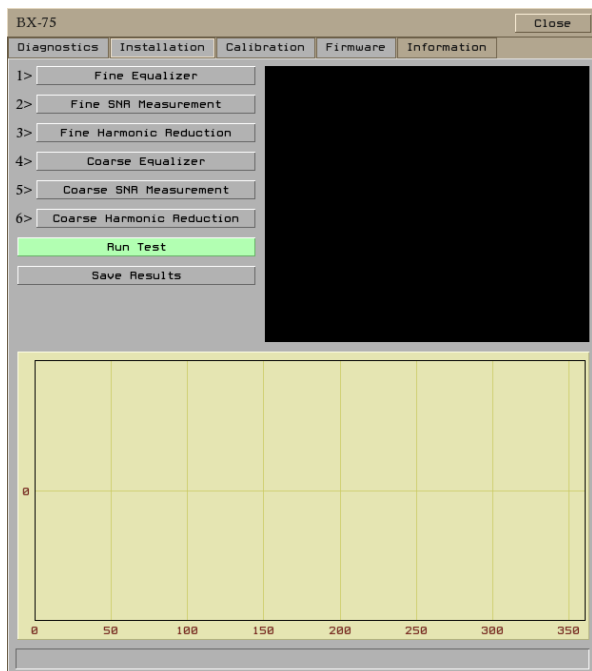 BX-75 Close
Diagnostics Installation Calibration Firmware Information
1> Fine Equalizer
2> Fine SNR Measurement
3> Fine Harmonic Reduction
4> Coarse Equalizer
5> Coarse SNR Measurement
6> Coarse Harmonic Reduction
Run Test
Save Results
0
0 50 100 150 200 250 300 350